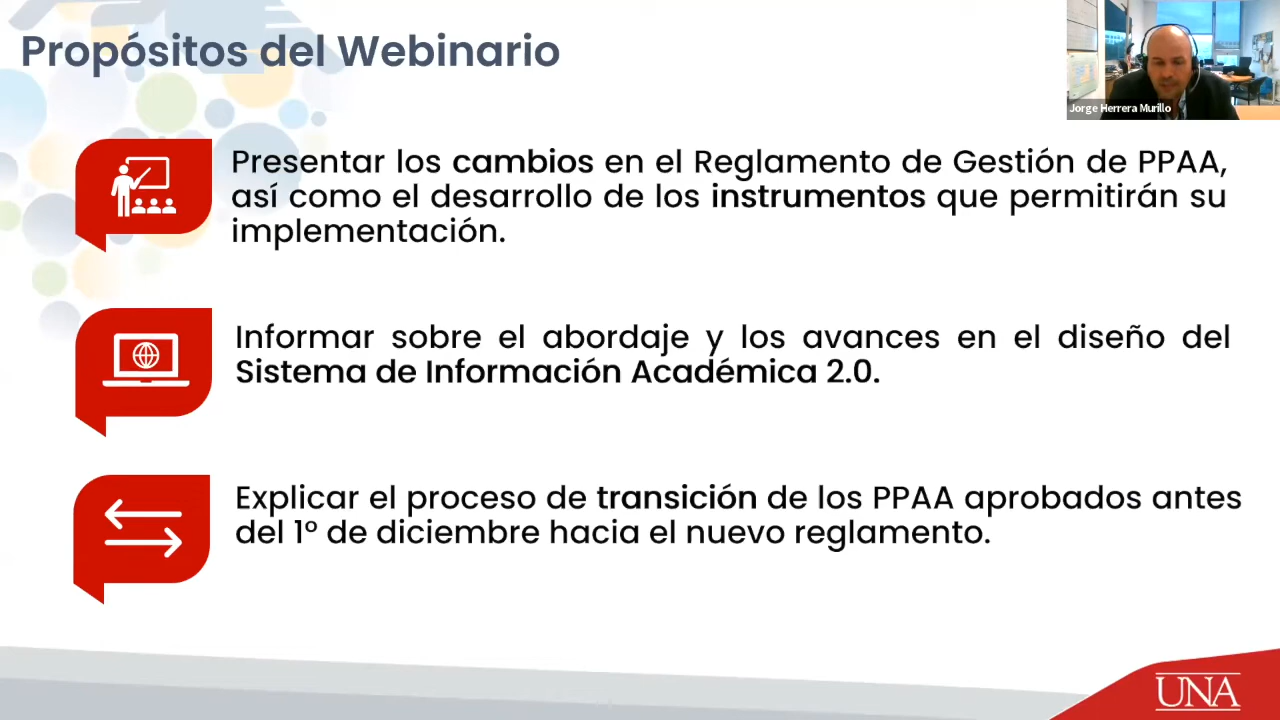 Propósitos del Webinario
Jorge Herrera Murillo
Presentar los cambios en el Reglamento de Gestión de PPAA,
así como el desarrollo de los instrumentos que permitirán su
implementación.
Informar sobre el abordaje y los avances en el diseño del
Sistema de Información Académica 2.0.
Explicar el proceso de transición de los PPAA aprobados antes
del 1° de diciembre hacia el nuevo reglamento.
UNA